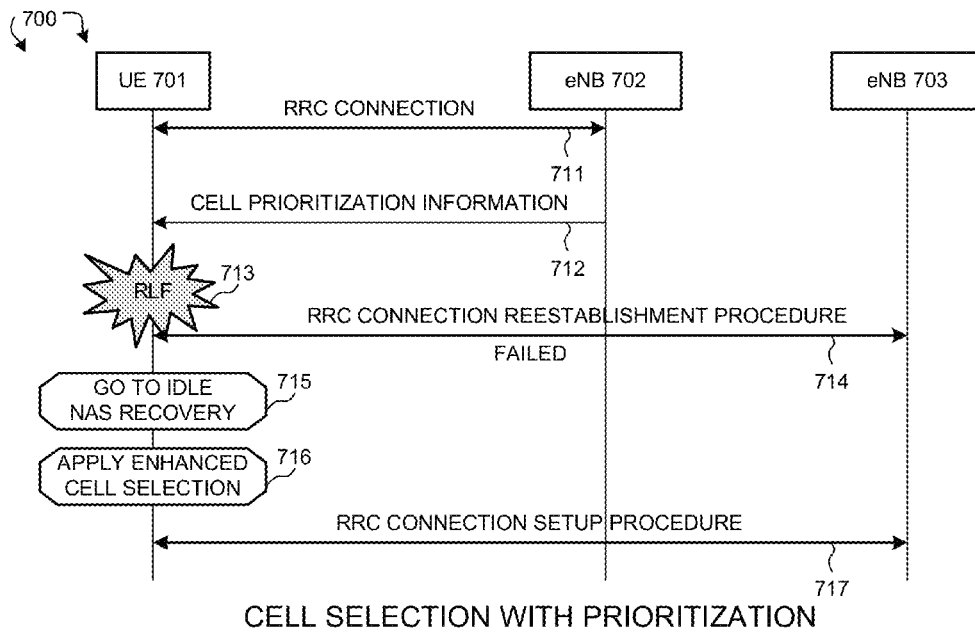 700
UE 701
eNB 702
eNB 703
RRC CONNECTION
711
CELL PRIORITIZATION INFORMATION
712
RLF
713
RRC CONNECTION REESTABLISHMENT PROCEDURE
FAILED
714
GO TO IDLE
NAS RECOVERY
715
APPLY ENHANCED
CELL SELECTION
716
RRC CONNECTION SETUP PROCEDURE
717
CELL SELECTION WITH PRIORITIZATION